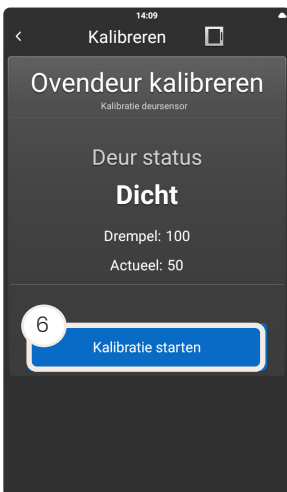 14:09
Kalibreren
Ovendeur kalibreren
Kalibratie deursensor
Deur status
Dicht
Drempel: 100
Actueel: 50
6
Kalibratie starten